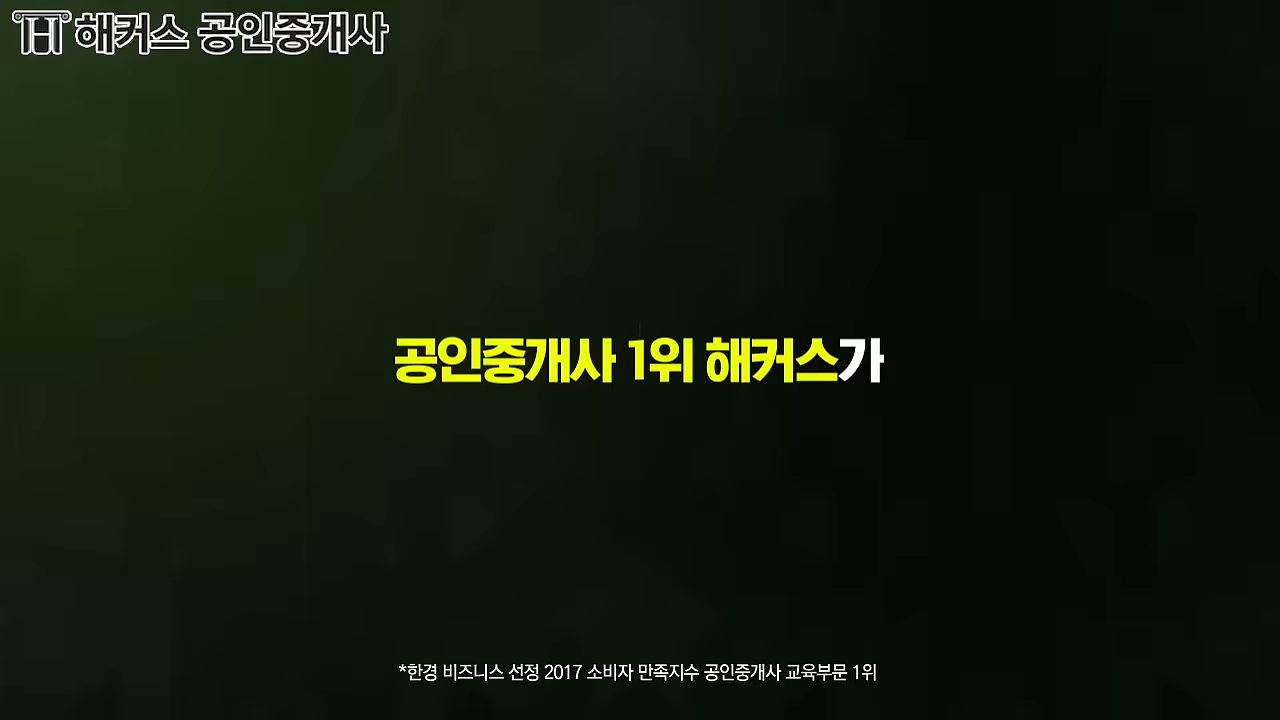 해커스 공인중개사
공인중개사 1위 해커스가
*한경 비즈니스 선정 2017 소비자 만족지수 공인중개사 교육부문 1위